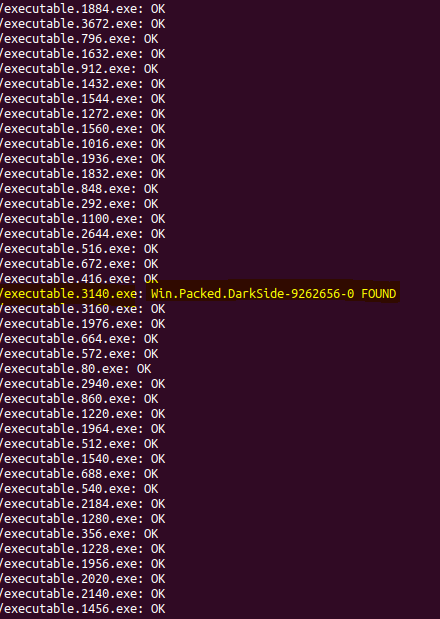 /executable.1884.exe: OK
/executable.3672.exe: OK
/executable.796.exe: OK
/executable.1632.exe: OK
/executable.912.exe: OK
/executable.1432.exe: OK
/executable.1544.exe: OK
/executable.1272.exe: OK
/executable.1560.exe: OK
/executable.1016.exe: OK
/executable.1936.exe: OK
/executable.1832.exe: OK
/executable.848.exe: OK
/executable.292.exe: OK
/executable.1100.exe: OK
/executable.2644.exe: OK
/executable.516.exe: OK
/executable.672.exe: OK
/executable.416.exe: OK
/executable.3140.exe: Win.Packed.DarkSide-9262656-0 FOUND
/executable.3160.exe: OK
/executable.1976.exe: OK
/executable.664.exe: OK
/executable.572.exe: OK
/executable.80.exe: OK
/executable.2940.exe: OK
/executable.860.exe: OK
/executable.1220.exe: OK
/executable.1964.exe: OK
/executable.512.exe: OK
/executable.1540.exe: OK
/executable.688.exe: OK
/executable.540.exe: OK
/executable.2184.exe: OK
/executable.1280.exe: OK
/executable.356.exe: OK
/executable.1228.exe: OK
/executable.1956.exe: OK
/executable.2020.exe: OK
/executable.2140.exe: OK
/executable.1456.exe: OK